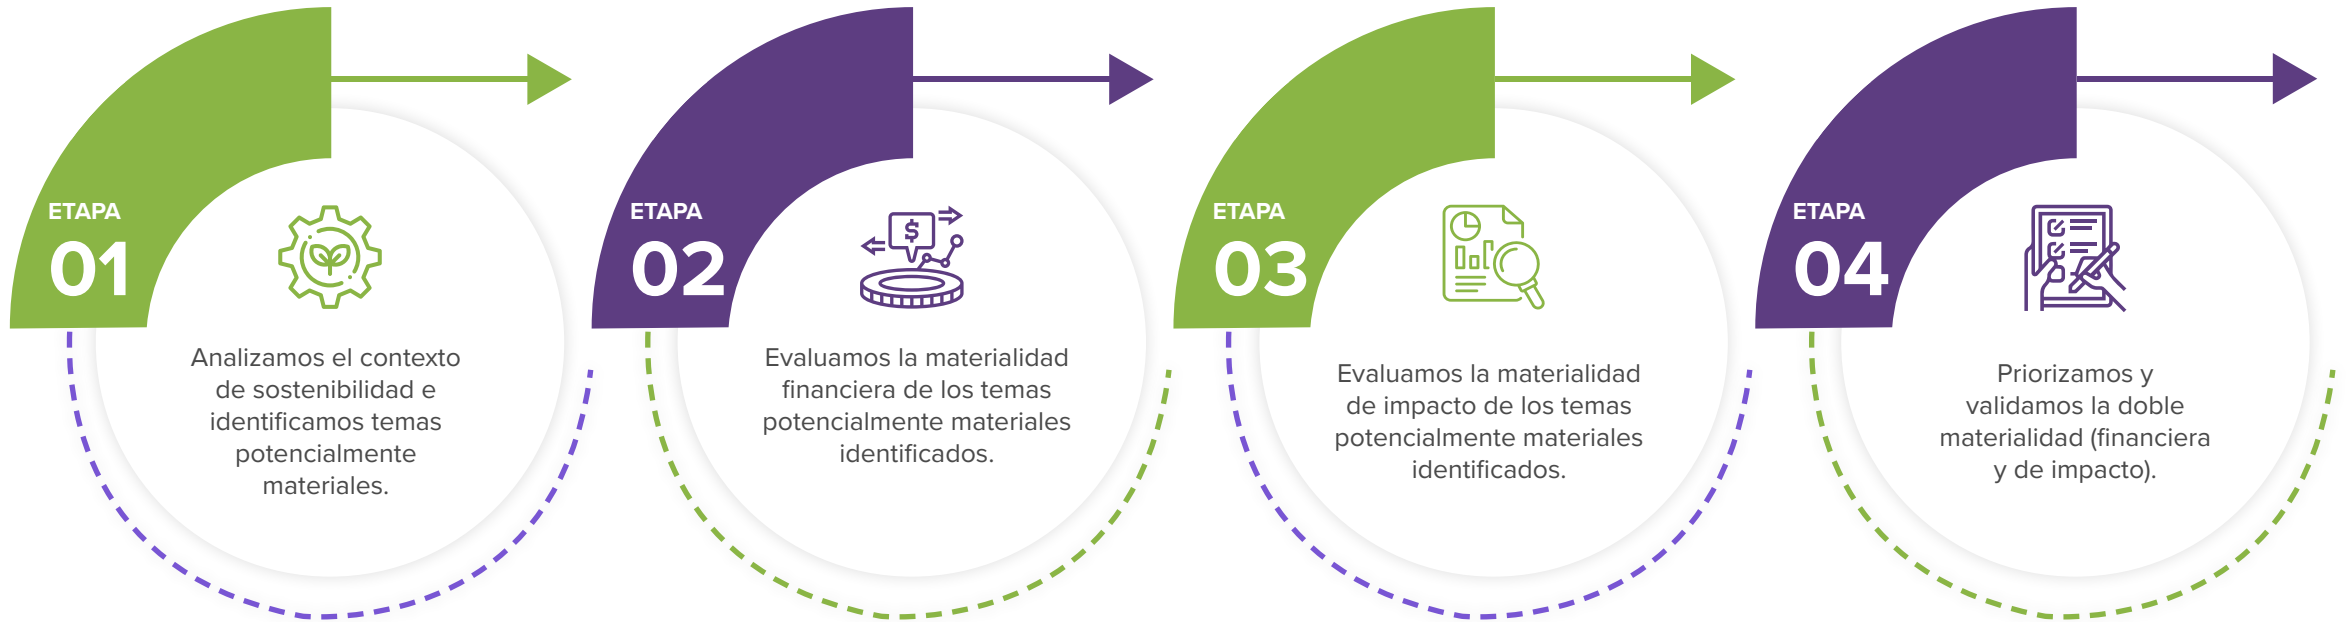 ETAPA
01
Analizamos el contexto
de sostenibilidad e
identificamos temas
potencialmente
materiales.
ETAPA
02
$
Evaluamos la materialidad
financiera de los temas
potencialmente materiales
identificados.
ETAPA
03
Evaluamos la materialidad
de impacto de los temas
potencialmente materiales
identificados.
ETAPA
04
Priorizamos y
validamos la doble
materialidad (financiera
y de impacto).